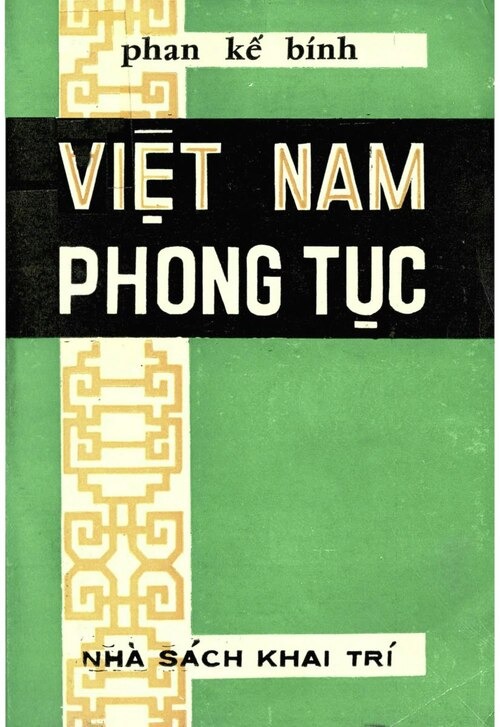 phan kế bính
VIỆT NAM
PHONG TỤC
NHÀ SÁCH KHAI TRÍ